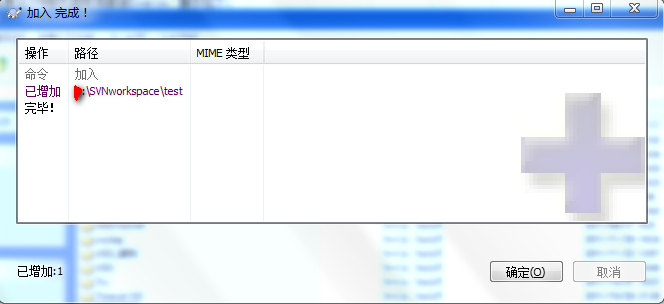 加入 完成！
操作 路径 MIME 类型
命令 加入
已增加 :\SVNworkspace\test
完毕!
已增加:1
确定(O) 取消